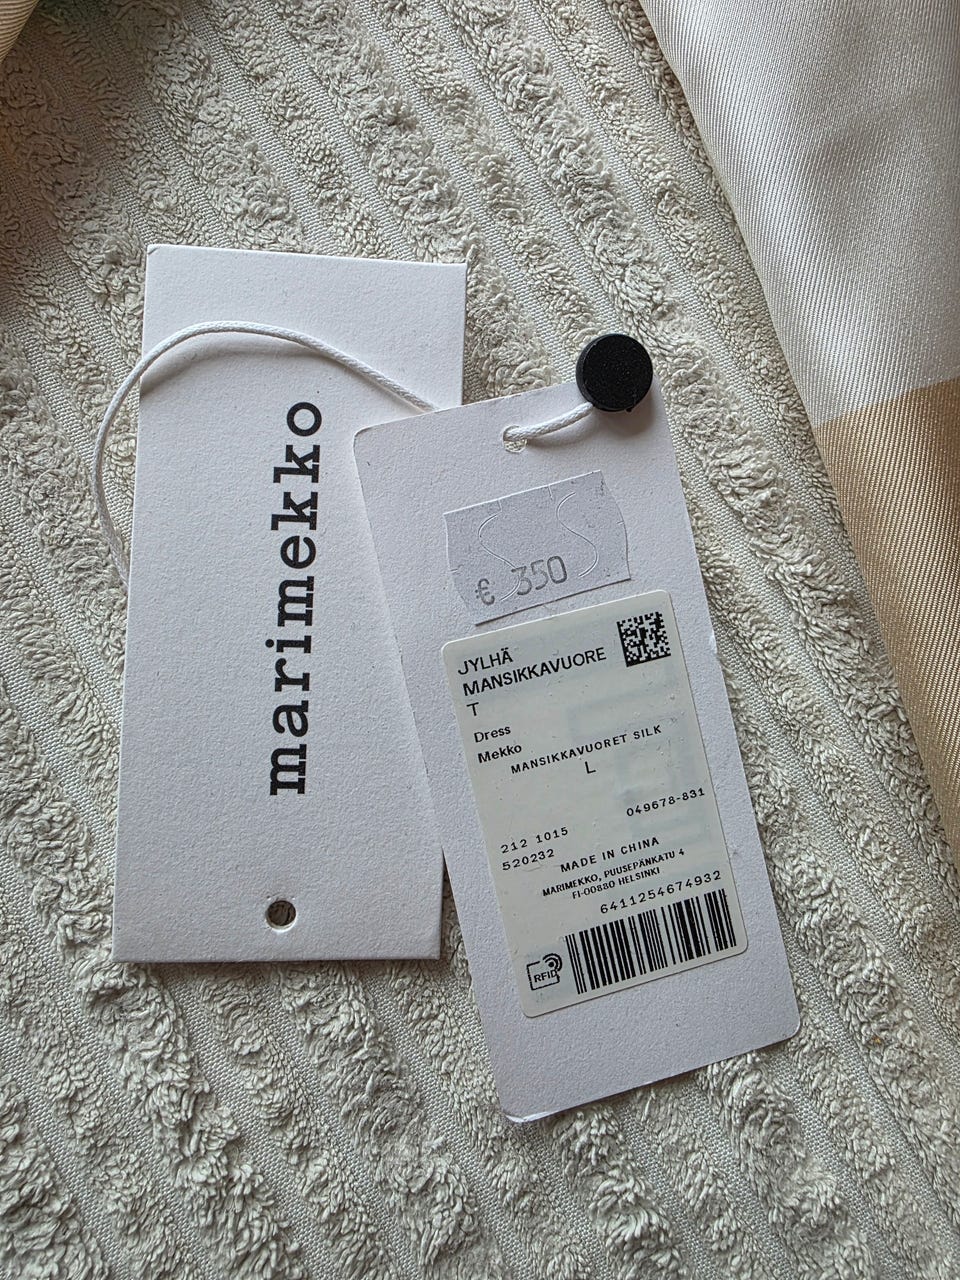 marimekko
€ 350
JYLHÄ
MANSIKKAVUORE
T
Dress
Mekko
MANSIKKAVUORET SILK
L
049678-831
212 1015
520232
MADE IN CHINA
MARIMEKKO, PUUSEPÄNKATU 4
FI-00880 HELSINKI
6411254674932
RFID